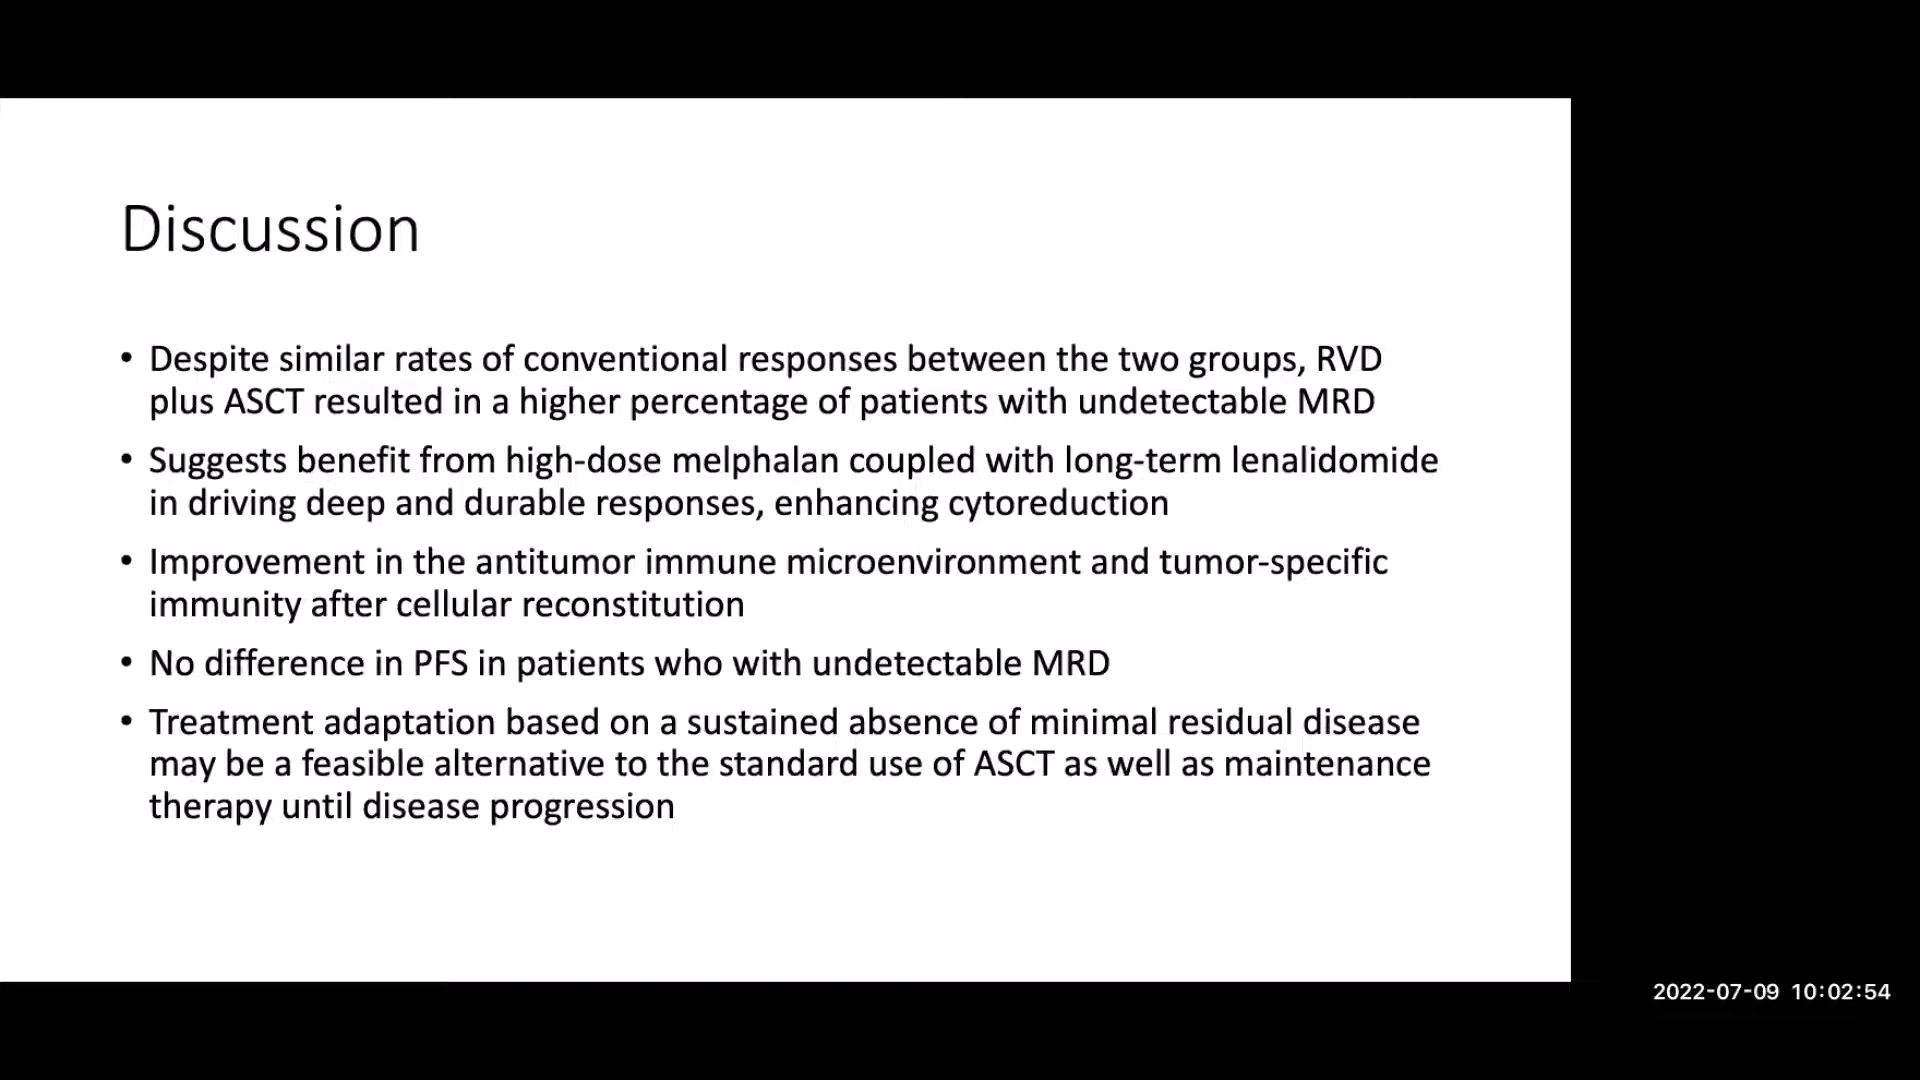 Discussion
• Despite similar rates of conventional responses between the two groups, RVD
plus ASCT resulted in a higher percentage of patients with undetectable MRD
• Suggests benefit from high-dose melphalan coupled with long-term lenalidomide
in driving deep and durable responses, enhancing cytoreduction
• Improvement in the antitumor immune microenvironment and tumor-specific
immunity after cellular reconstitution
• No difference in PFS in patients who with undetectable MRD
• Treatment adaptation based on a sustained absence of minimal residual disease
may be a feasible alternative to the standard use of ASCT as well as maintenance
therapy until disease progression
2022-07-09 10:02:54